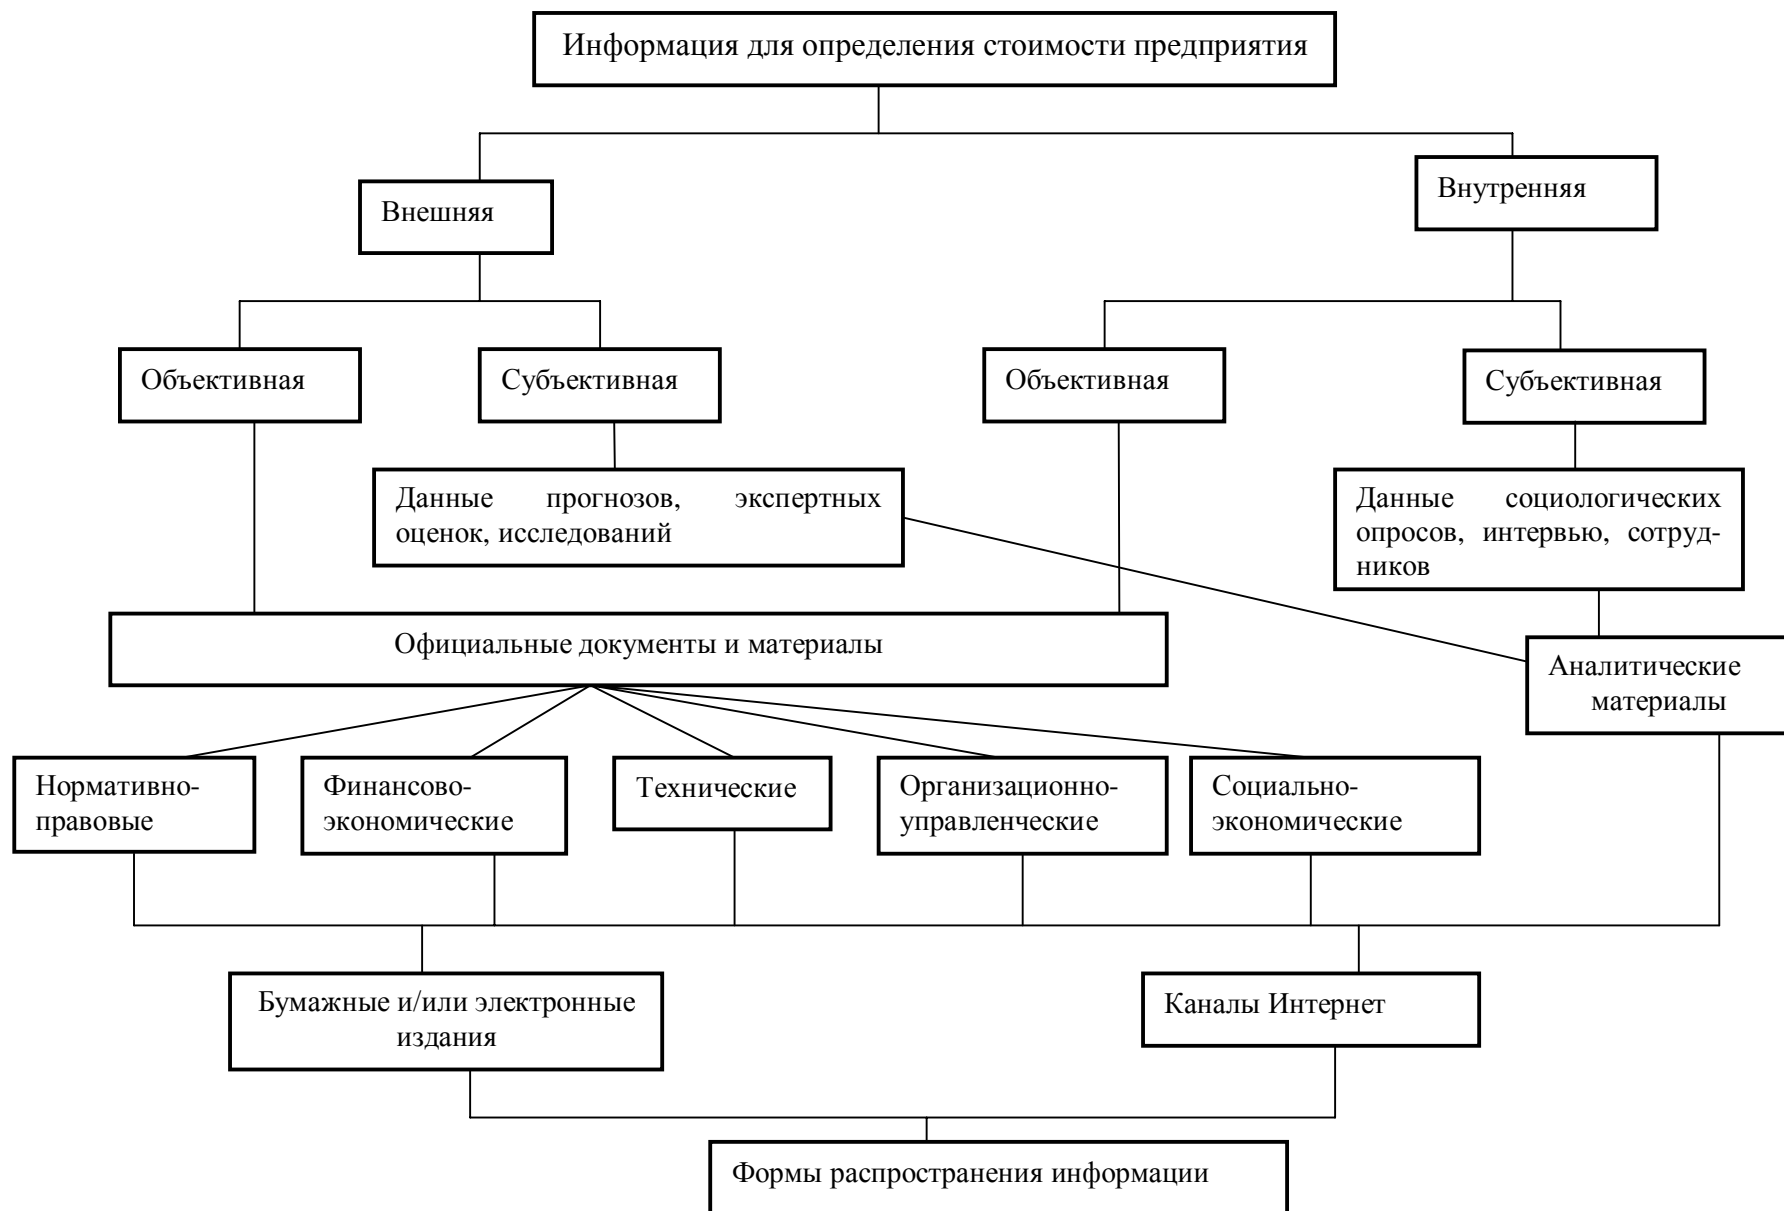 Информация для определения стоимости предприятия
Внешняя
Внутренняя
Объективная
Субъективная
Объективная
Субъективная
Данные прогнозов, экспертных
оценок, исследований
Данные социологических
опросов, интервью, сотруд-
ников
Официальные документы и материалы
Аналитические
материалы
Нормативно-
правовые
Финансово-
экономические
Технические
Организационно-
управленческие
Социально-
экономические
Бумажные и/или электронные
издания
Каналы Интернет
Формы распространения информации